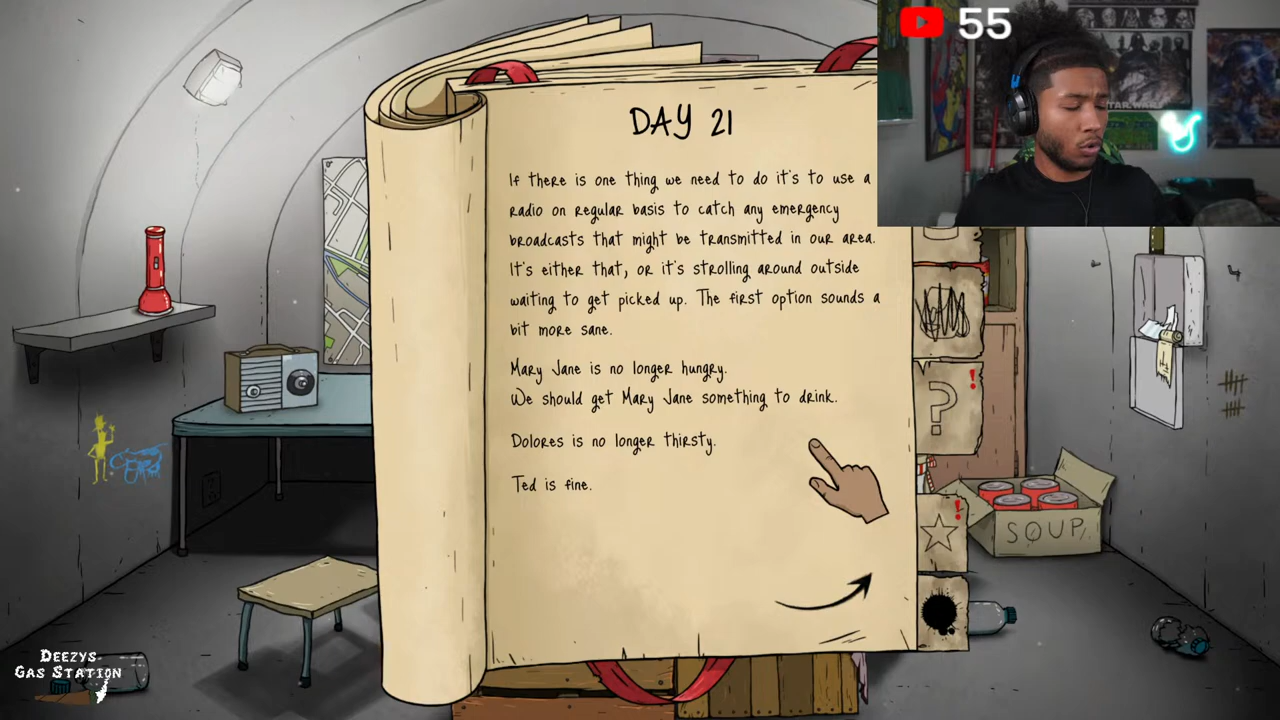 55
STAR WARS
DAY 21
If there is one thing we need to do it's to use a
radio on regular basis to catch any emergency
broadcasts that might be transmitted in our area.
It's either that, or it's strolling around outside
waiting to get picked up. The first option sounds a
bit more sane.
Mary Jane is no longer hungry.
We should get Mary Jane something to drink.
Dolores is no longer thirsty.
Ted is fine.
?
!
!
SOUP
DEEZYS
GAS STATION